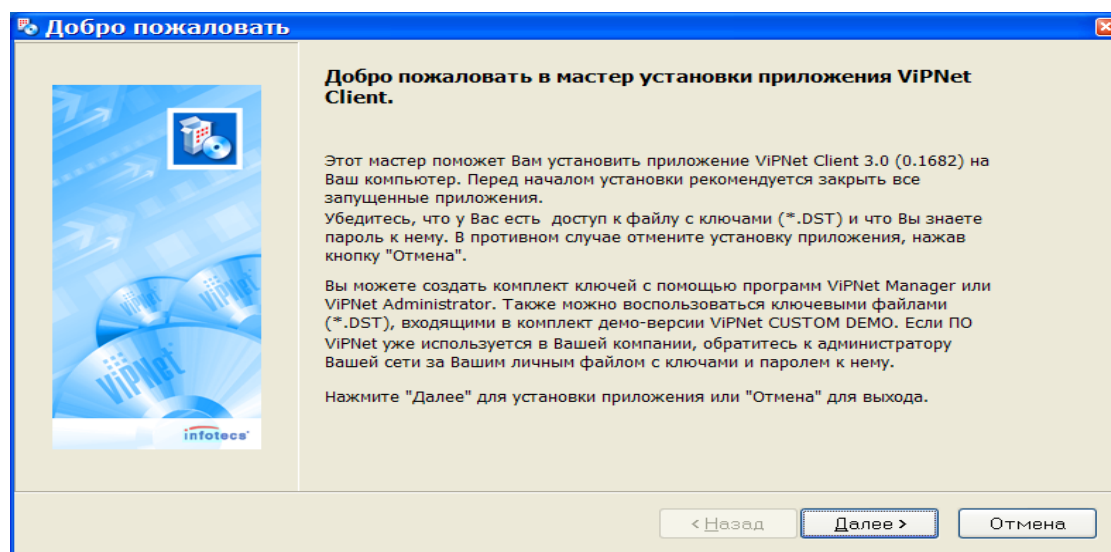 Добро пожаловать
Добро пожаловать в мастер установки приложения ViPNet
Client.
Этот мастер поможет Вам установить приложение ViPNet Client 3.0 (0.1682) на
Ваш компьютер. Перед началом установки рекомендуется закрыть все
запущенные приложения.
Убедитесь, что у Вас есть  доступ к файлу с ключами (*.DST) и что Вы знаете
пароль к нему. В противном случае отмените установку приложения, нажав
кнопку "Отмена".
Вы можете создать комплект ключей с помощью программ ViPNet Manager или
ViPNet Administrator. Также можно воспользоваться ключевыми файлами
(*.DST), входящими в комплект демо-версии ViPNet CUSTOM DEMO. Если ПО
ViPNet уже используется в Вашей компании, обратитесь к администратору
Вашей сети за Вашим личным файлом с ключами и паролем к нему.
Нажмите "Далее" для установки приложения или "Отмена" для выхода.
ViPNet ViPNet
ViPNet
infotecs
< Назад Далее > Отмена